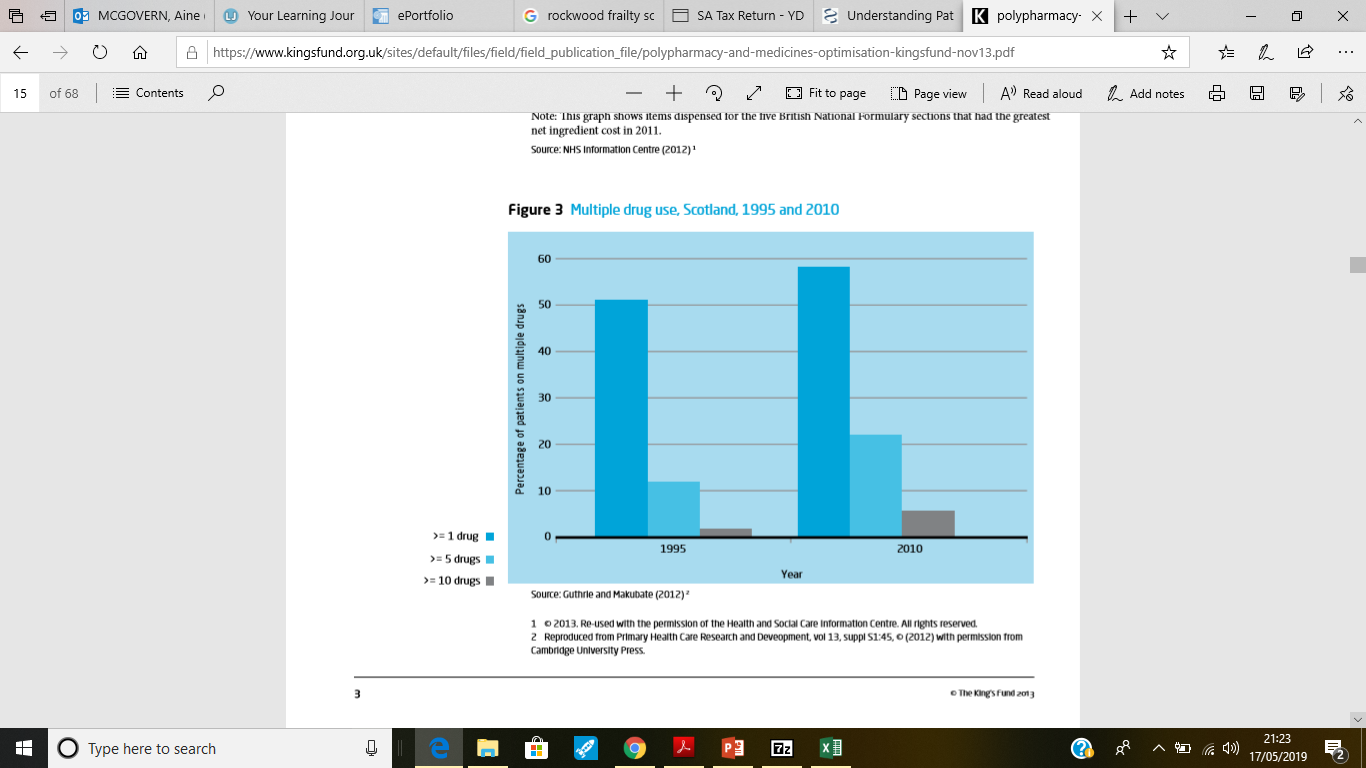 MCGOVERN, Aine (
Your Learning Jour
ePortfolio
rockwood frailty sc
SA Tax Return - YD
Understanding Pat
polypharmacy-
https://www.kingsfund.org.uk/sites/default/files/field/field_publication_file/polypharmacy-and-medicines-optimisation-kingsfund-nov13.pdf
15 of 68 Contents Fit to page Page view Read aloud Add notes
Note: This graph shows items dispensed for the five British National Formulary sections that had the greatest
net ingredient cost in 2011.
Source: NHS Information Centre (2012) 1
Figure 3 Multiple drug use, Scotland, 1995 and 2010
Percentage of patients on multiple drugs
60
50
40
30
20
10
0
1995 2010
Year
>= 1 drug
>= 5 drugs
>= 10 drugs
Source: Guthrie and Makubate (2012) 2
1 © 2013. Re-used with the permission of the Health and Social Care Information Centre. All rights reserved.
2 Reproduced from Primary Health Care Research and Deveopment, vol 13, suppl S1:45, © (2012) with permission from
Cambridge University Press.
3 © The King's Fund 2013
Type here to search
21:23
17/05/2019
2